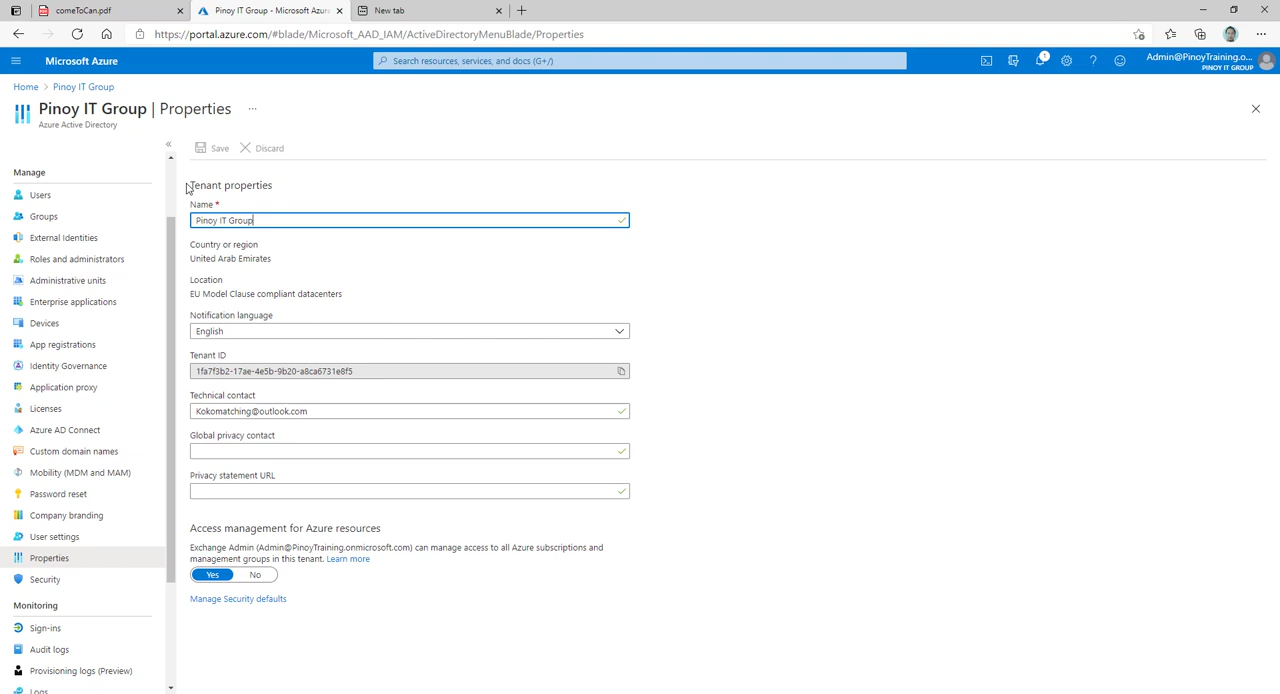 comeToCan.pdf
Pinoy IT Group - Microsoft Azure
New tab
https://portal.azure.com/#blade/Microsoft_AAD_IAM/ActiveDirectoryMenuBlade/Properties
Microsoft Azure
Search resources, services, and docs (G+/)
1
Admin@PinoyTraining.o...
PINOY IT GROUP
Home > Pinoy IT Group
Pinoy IT Group | Properties ...
Azure Active Directory
«
Save
Discard
Manage
Users
Groups
External Identities
Roles and administrators
Administrative units
Enterprise applications
Devices
App registrations
Identity Governance
Application proxy
Licenses
Azure AD Connect
Custom domain names
Mobility (MDM and MAM)
Password reset
Company branding
User settings
Properties
Security
Monitoring
Sign-ins
Audit logs
Provisioning logs (Preview)
Logs
Tenant properties
Name *
Pinoy IT Group
Country or region
United Arab Emirates
Location
EU Model Clause compliant datacenters
Notification language
English
Tenant ID
1fa7f3b2-17ae-4e5b-9b20-a8ca6731e8f5
Technical contact
Kokomatching@outlook.com
Global privacy contact
Privacy statement URL
Access management for Azure resources
Exchange Admin (Admin@PinoyTraining.onmicrosoft.com) can manage access to all Azure subscriptions and
management groups in this tenant. Learn more
Yes
No
Manage Security defaults